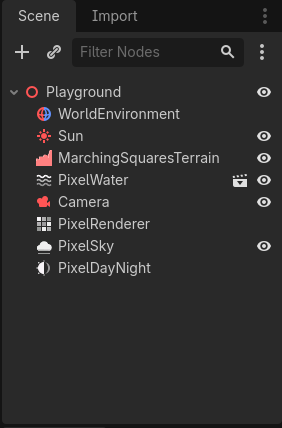 Scene Import
Filter Nodes
Playground
WorldEnvironment
Sun
MarchingSquaresTerrain
PixelWater
Camera
PixelRenderer
PixelSky
PixelDayNight